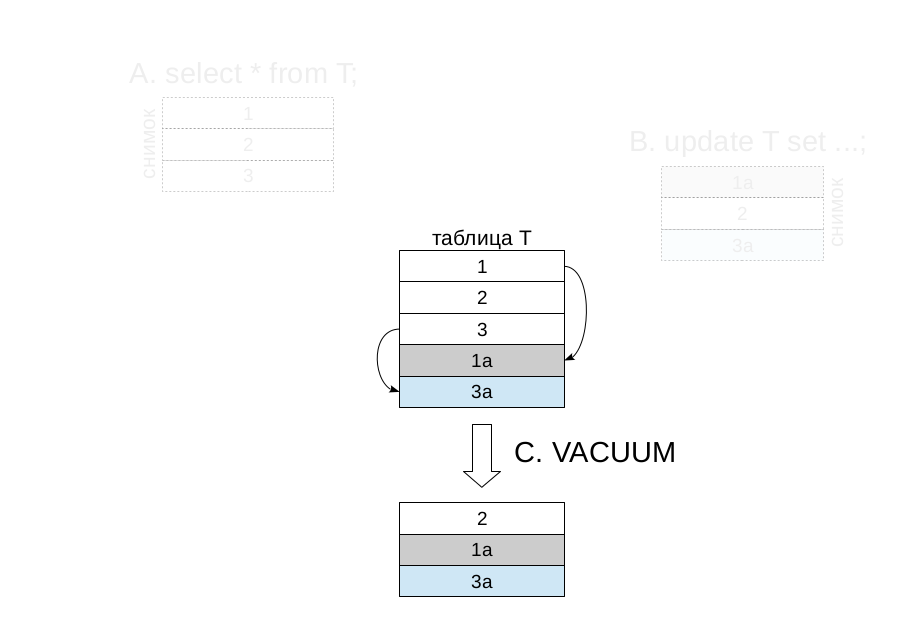 A. select * from T;
снимок
1
2
3
B. update T set ...;
1a
2
3a
снимок
таблица T
1
2
3
1a
3a
C. VACUUM
2
1a
3a